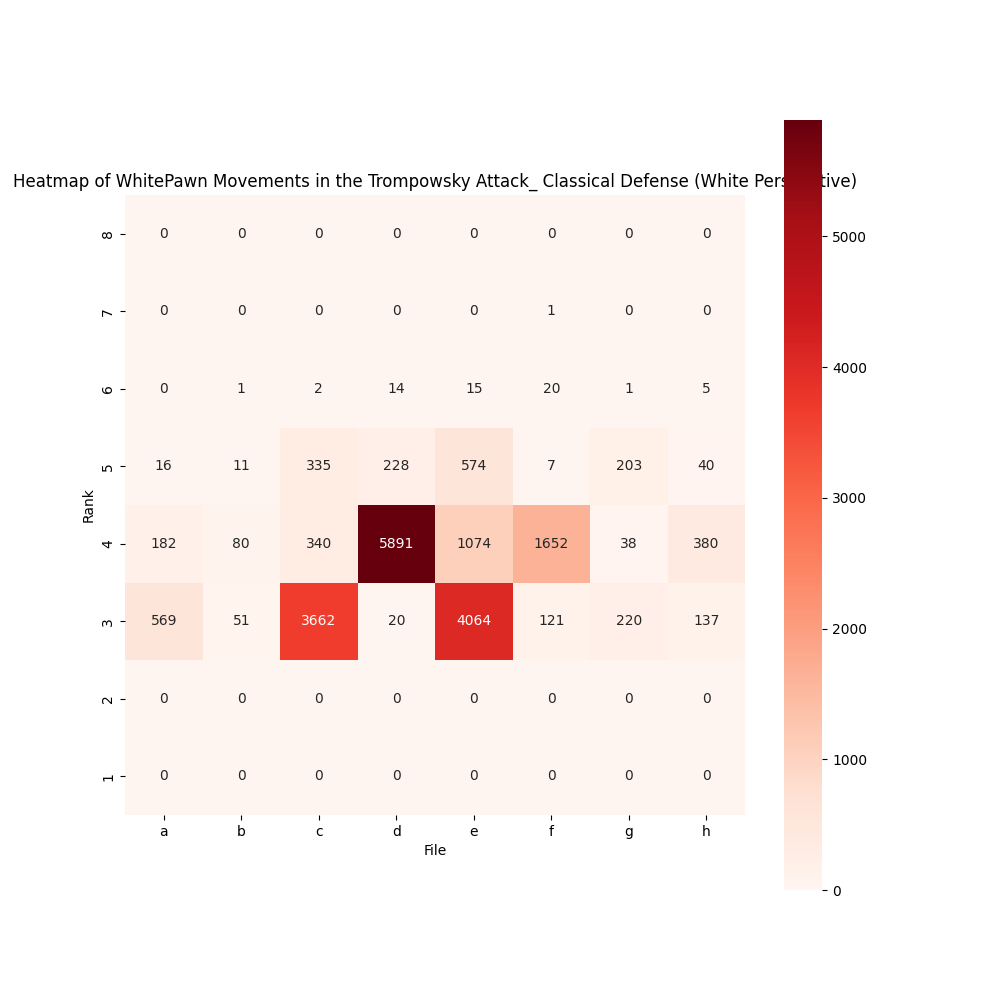 Heatmap of WhitePawn Movements in the Trompowsky Attack_ Classical Defense (White Pers tive)
8 0 0 0 0 0 0 0 0
7 0 0 0 0 0 1 0 0
6 0 1 2 14 15 20 1 5
5 16 11 335 228 574 7 203 40
4 182 80 340 5891 1074 1652 38 380
3 569 51 3662 20 4064 121 220 137
2 0 0 0 0 0 0 0 0
1 0 0 0 0 0 0 0 0
a b c d e f g h
File
Rank
5000
4000
3000
2000
1000
0